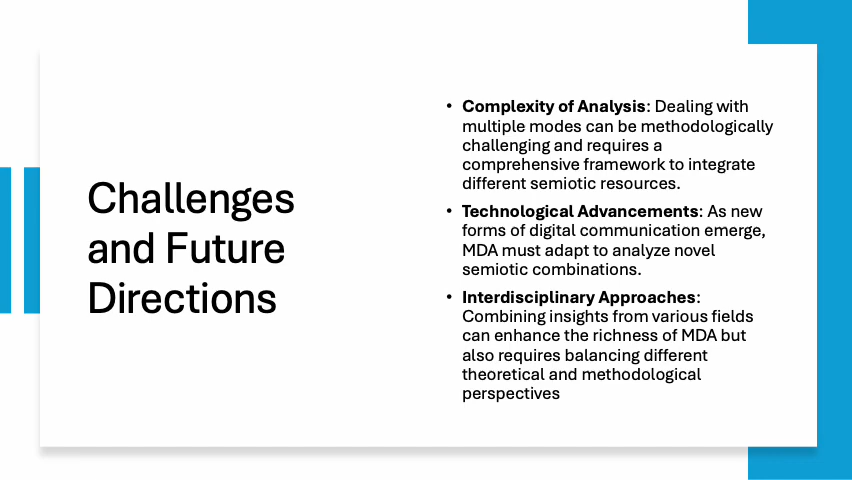 Challenges
and Future
Directions
• Complexity of Analysis: Dealing with
multiple modes can be methodologically
challenging and requires a
comprehensive framework to integrate
different semiotic resources.
• Technological Advancements: As new
forms of digital communication emerge,
MDA must adapt to analyze novel
semiotic combinations.
• Interdisciplinary Approaches:
Combining insights from various fields
can enhance the richness of MDA but
also requires balancing different
theoretical and methodological
perspectives